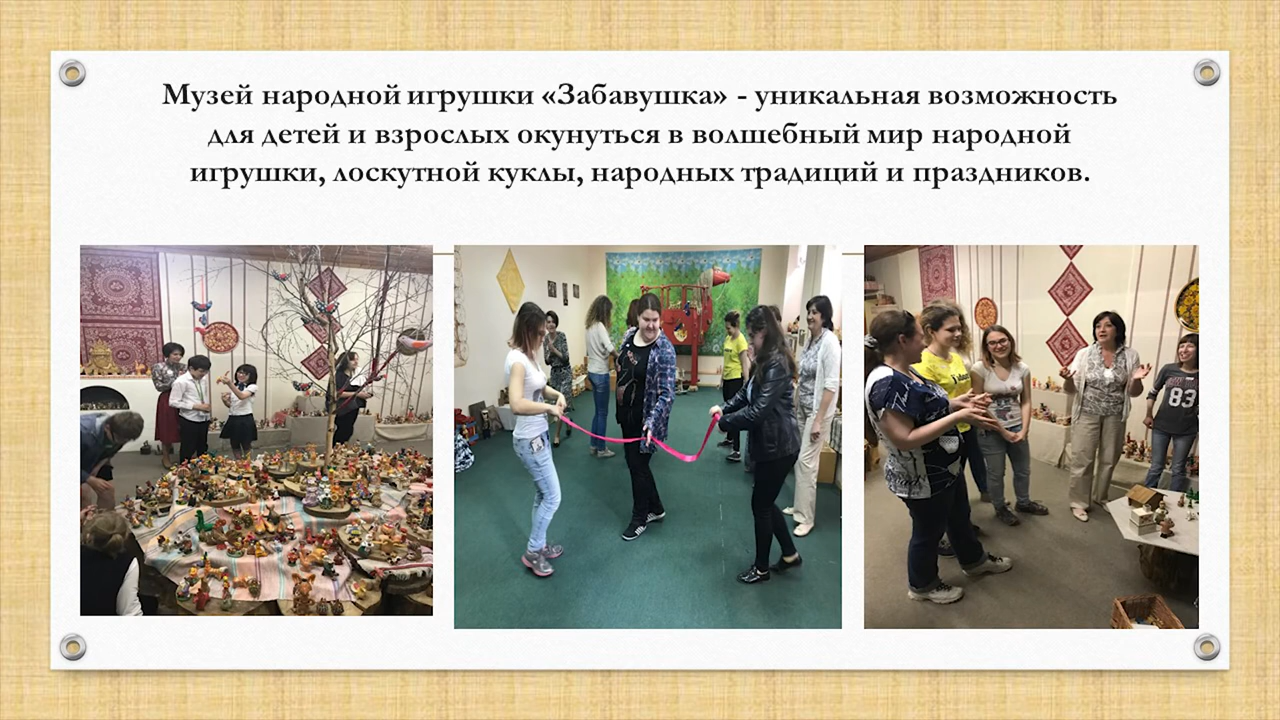 Музей народной игрушки «Забавушка» - уникальная возможность
для детей и взрослых окунуться в волшебный мир народной
игрушки, лоскутной куклы, народных традиций и праздников.
83